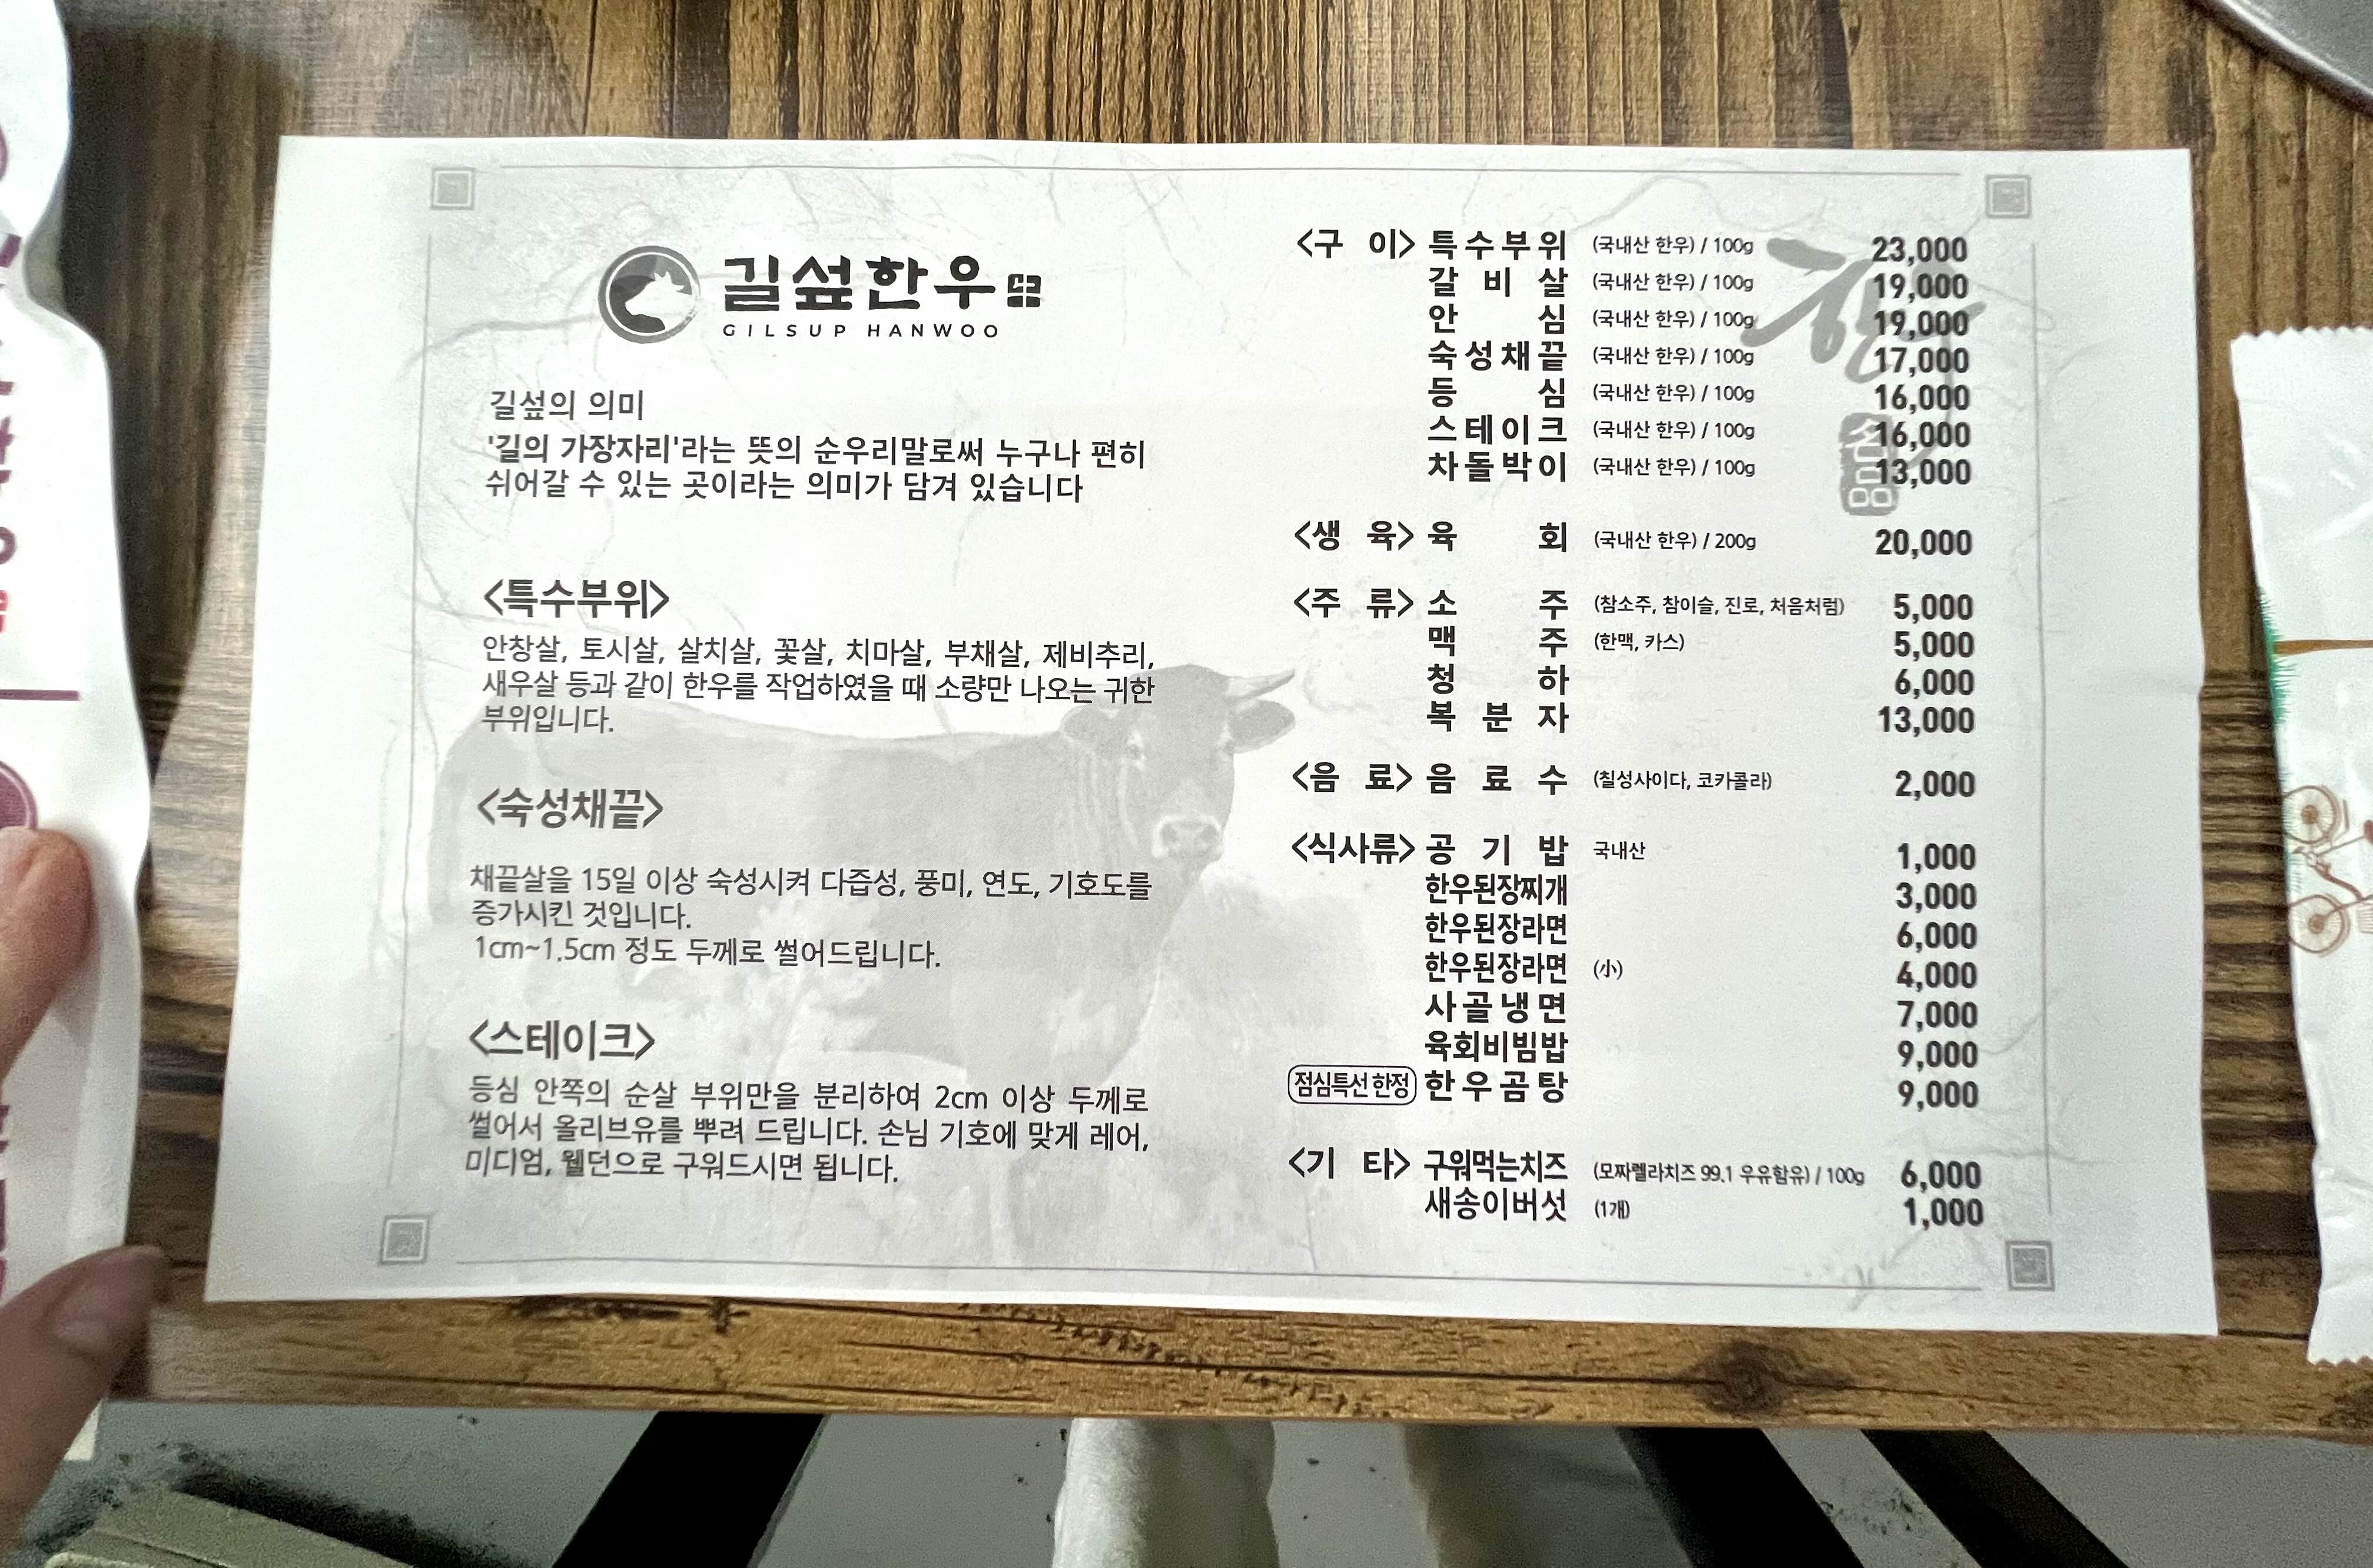 길섶한우
GILSUP HANWOO
길섶의 의미
'길의 가장자리'라는 뜻의 순우리말로써 누구나 편히
쉬어갈 수 있는 곳이라는 의미가 담겨 있습니다
<특수부위>
안창살, 토시살, 살치살, 꽃살, 치마살, 부채살, 제비추리,
새우살 등과 같이 한우를 작업하였을 때 소량만 나오는 귀한
부위입니다.
<숙성채끝>
채끝살을 15일 이상 숙성시켜 다즙성, 풍미, 연도, 기호도를
증가시킨 것입니다.
1cm~1.5cm 정도 두께로 썰어드립니다.
<스테이크>
등심 안쪽의 순살 부위만을 분리하여 2cm 이상 두께로
썰어서 올리브유를 뿌려 드립니다. 손님 기호에 맞게 레어,
미디엄, 웰던으로 구워드시면 됩니다.
<구 이> 특수부위 (국내산 한우) / 100g 23,000
갈비살 (국내산 한우) / 100g 19,000
안심 (국내산 한우) / 100g 19,000
숙성채끝 (국내산 한우) / 100g 17,000
등심 (국내산 한우) / 100g 16,000
스테이크 (국내산 한우) / 100g 16,000
차돌박이 (국내산 한우) / 100g 13,000
<생 육> 육회 (국내산 한우) / 200g 20,000
<주 류> 소주 (참소주, 참이슬, 진로, 처음처럼) 5,000
맥주 (한맥, 카스) 5,000
청하 6,000
복분자 13,000
<음 료> 음료수 (칠성사이다, 코카콜라) 2,000
<식사류> 공기밥 국내산 1,000
한우된장찌개 3,000
한우된장라면 6,000
한우된장라면 (小) 4,000
사골냉면 7,000
육회비빔밥 9,000
점심특선 한정 한우곰탕 9,000
<기 타> 구워먹는치즈 (모짜렐라치즈 99.1 우유함유) / 100g 6,000
새송이버섯 (1개) 1,000